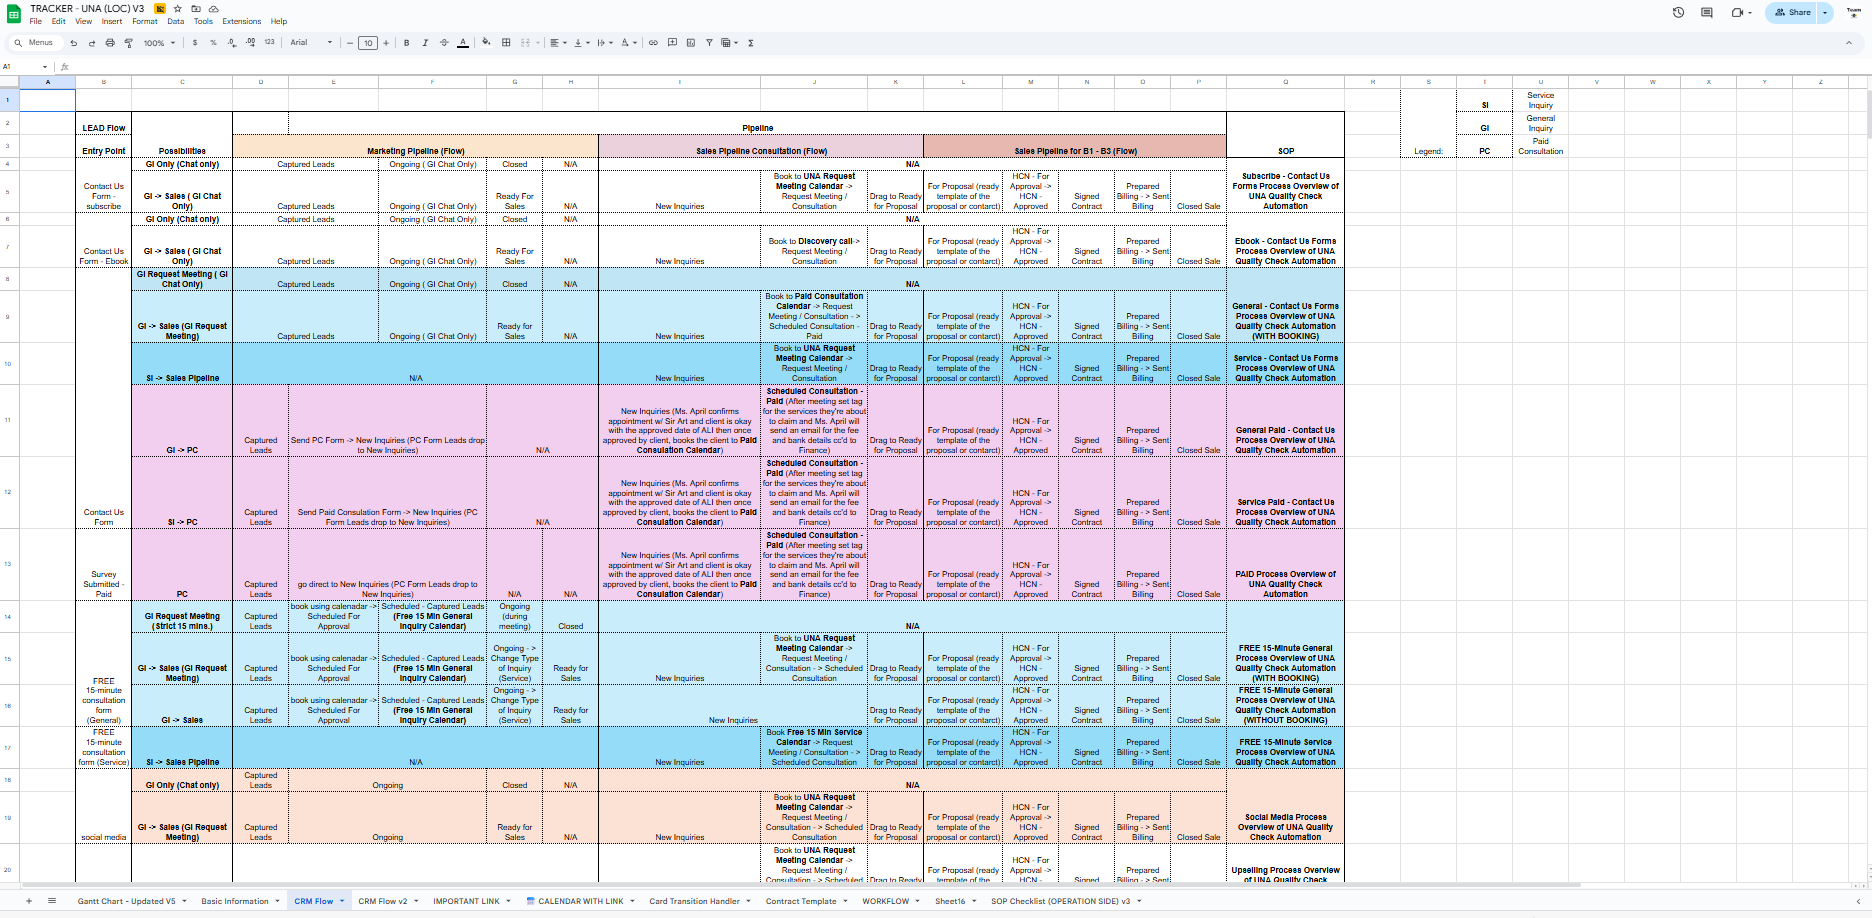 TRACKER - UNA (LOC) V3
File Edit View Insert Format Data Tools Extensions Help
Share
Menus 100% $ % .0 .00 123 Arial 10 B I A
A1 fx
A B C D E F G H I J K L M N O P Q R S T U V W X Y Z
1 SI Service Inquiry
2 LEAD Flow Pipeline GI General Inquiry
3 Entry Point Possibilities Marketing Pipeline (Flow) Sales Pipeline Consultation (Flow) Sales Pipeline for B1 - B3 (Flow) SOP Legend: PC Paid Consultation
4 GI Only (Chat only) Captured Leads Ongoing ( GI Chat Only) Closed N/A N/A
5 Contact Us Form - subscribe GI -> Sales ( GI Chat Only) Captured Leads Ongoing ( GI Chat Only) Ready For Sales N/A New Inquiries Book to UNA Request Meeting Calendar -> Request Meeting / Consultation Drag to Ready for Proposal For Proposal (ready template of the proposal or contarct) HCN - For Approval -> HCN - Approved Signed Contract Prepared Billing - > Sent Billing Closed Sale Subscribe - Contact Us Forms Process Overview of UNA Quality Check Automation
6 GI Only (Chat only) Captured Leads Ongoing ( GI Chat Only) Closed N/A N/A
7 Contact Us Form - Ebook GI -> Sales ( GI Chat Only) Captured Leads Ongoing ( GI Chat Only) Ready For Sales N/A New Inquiries Book to Discovery call-> Request Meeting / Consultation Drag to Ready for Proposal For Proposal (ready template of the proposal or contarct) HCN - For Approval -> HCN - Approved Signed Contract Prepared Billing - > Sent Billing Closed Sale Ebook - Contact Us Forms Process Overview of UNA Quality Check Automation
8 GI Request Meeting ( GI Chat Only) Captured Leads Ongoing ( GI Chat Only) Closed N/A N/A
9 GI -> Sales (GI Request Meeting) Captured Leads Ongoing ( GI Chat Only) Ready for Sales N/A New Inquiries Book to Paid Consultation Calendar -> Request Meeting / Consultation - > Scheduled Consultation - Paid Drag to Ready for Proposal For Proposal (ready template of the proposal or contarct) HCN - For Approval -> HCN - Approved Signed Contract Prepared Billing - > Sent Billing Closed Sale General - Contact Us Forms Process Overview of UNA Quality Check Automation (WITH BOOKING)
10 SI -> Sales Pipeline N/A New Inquiries Book to UNA Request Meeting Calendar -> Request Meeting / Consultation Drag to Ready for Proposal For Proposal (ready template of the proposal or contarct) HCN - For Approval -> HCN - Approved Signed Contract Prepared Billing - > Sent Billing Closed Sale Service - Contact Us Forms Process Overview of UNA Quality Check Automation
11 GI -> PC Captured Leads Send PC Form -> New Inquiries (PC Form Leads drop to New Inquiries) N/A New Inquiries (Ms. April confirms appointment w/ Sir Art and client is okay with the approved date of ALI then once approved by client, books the client to Paid Consulation Calendar) Scheduled Consultation - Paid (After meeting set tag for the services they're about to claim and Ms. April will send an email for the fee and bank details cc'd to Finance) Drag to Ready for Proposal For Proposal (ready template of the proposal or contarct) HCN - For Approval -> HCN - Approved Signed Contract Prepared Billing - > Sent Billing Closed Sale General Paid - Contact Us Process Overview of UNA Quality Check Automation
12 Contact Us Form SI -> PC Captured Leads Send Paid Consulation Form -> New Inquiries (PC Form Leads drop to New Inquiries) N/A New Inquiries (Ms. April confirms appointment w/ Sir Art and client is okay with the approved date of ALI then once approved by client, books the client to Paid Consulation Calendar) Scheduled Consultation - Paid (After meeting set tag for the services they're about to claim and Ms. April will send an email for the fee and bank details cc'd to Finance) Drag to Ready for Proposal For Proposal (ready template of the proposal or contarct) HCN - For Approval -> HCN - Approved Signed Contract Prepared Billing - > Sent Billing Closed Sale Service Paid - Contact Us Process Overview of UNA Quality Check Automation
13 Survey Submitted - Paid PC Captured Leads go direct to New Inquiries (PC Form Leads drop to New Inquiries) N/A N/A New Inquiries (Ms. April confirms appointment w/ Sir Art and client is okay with the approved date of ALI then once approved by client, books the client to Paid Consulation Calendar) Scheduled Consultation - Paid (After meeting set tag for the services they're about to claim and Ms. April will send an email for the fee and bank details cc'd to Finance) Drag to Ready for Proposal For Proposal (ready template of the proposal or contarct) HCN - For Approval -> HCN - Approved Signed Contract Prepared Billing - > Sent Billing Closed Sale PAID Process Overview of UNA Quality Check Automation
14 GI Request Meeting (Strict 15 mins.) Captured Leads book using calenadar -> Scheduled For Approval Scheduled - Captured Leads (Free 15 Min General Inquiry Calendar) Ongoing (during meeting) Closed N/A
15 GI -> Sales (GI Request Meeting) Captured Leads book using calenadar -> Scheduled For Approval Scheduled - Captured Leads (Free 15 Min General Inquiry Calendar) Ongoing - > Change Type of Inquiry (Service) Ready for Sales New Inquiries Book to UNA Request Meeting Calendar -> Request Meeting / Consultation - > Scheduled Consultation Drag to Ready for Proposal For Proposal (ready template of the proposal or contarct) HCN - For Approval -> HCN - Approved Signed Contract Prepared Billing - > Sent Billing Closed Sale FREE 15-Minute General Process Overview of UNA Quality Check Automation (WITH BOOKING)
16 FREE 15-minute consultation form (General) GI -> Sales Captured Leads book using calenadar -> Scheduled For Approval Scheduled - Captured Leads (Free 15 Min General Inquiry Calendar) Ongoing - > Change Type of Inquiry (Service) Ready for Sales New Inquiries Drag to Ready for Proposal For Proposal (ready template of the proposal or contarct) HCN - For Approval -> HCN - Approved Signed Contract Prepared Billing - > Sent Billing Closed Sale FREE 15-Minute General Process Overview of UNA Quality Check Automation (WITHOUT BOOKING)
17 FREE 15-minute consultation form (Service) SI -> Sales Pipeline N/A New Inquiries Book Free 15 Min Service Calendar -> Request Meeting / Consultation - > Scheduled Consultation Drag to Ready for Proposal For Proposal (ready template of the proposal or contarct) HCN - For Approval -> HCN - Approved Signed Contract Prepared Billing - > Sent Billing Closed Sale FREE 15-Minute Service Process Overview of UNA Quality Check Automation
18 GI Only (Chat only) Captured Leads Ongoing Closed N/A N/A
19 social media GI -> Sales (GI Request Meeting) Captured Leads Ongoing Ready for Sales N/A New Inquiries Book to UNA Request Meeting Calendar -> Request Meeting / Consultation - > Scheduled Consultation Drag to Ready for Proposal For Proposal (ready template of the proposal or contarct) HCN - For Approval -> HCN - Approved Signed Contract Prepared Billing - > Sent Billing Closed Sale Social Media Process Overview of UNA Quality Check Automation
20 Book to UNA Request Meeting Calendar -> Request Meeting / Consultation - > Scheduled Drag to Ready For Proposal (ready template of the HCN - For Approval -> HCN - Signed Prepared Billing - > Sent Upselling Process Overview of UNA Quality Check
Gantt Chart - Updated V5 Basic Information CRM Flow CRM Flow v2 IMPORTANT LINK CALENDAR WITH LINK Card Transition Handler Contract Template WORKFLOW Sheet16 SOP Checklist (OPERATION SIDE) v3